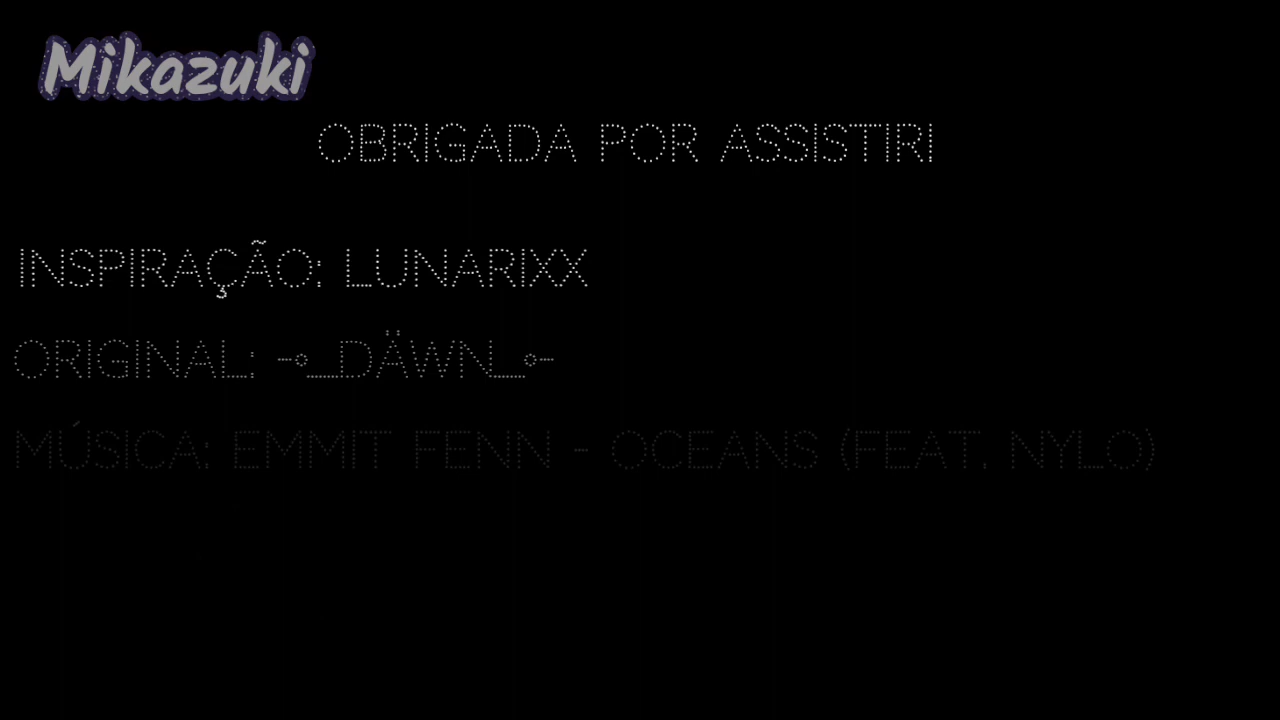 Mikazuki
OBRIGADA POR ASSISTIR!
INSPIRAÇÃO: LUNARIXX
ORIGINAL: -∘_DÄWN_∘-
MÚSICA: EMMIT FENN - OCEANS (FEAT. NYLO)